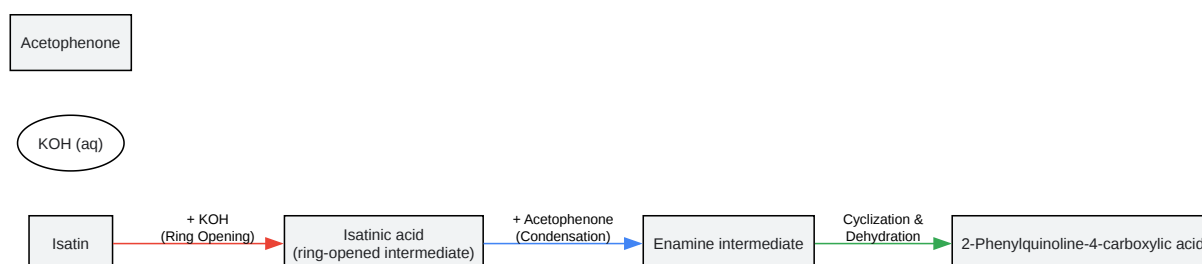 Acetophenone
KOH (aq)
Isatin
+ KOH
(Ring Opening)
Isatinic acid
(ring-opened intermediate)
+ Acetophenone
(Condensation)
Enamine intermediate
Cyclization &
Dehydration
2-Phenylquinoline-4-carboxylic acid